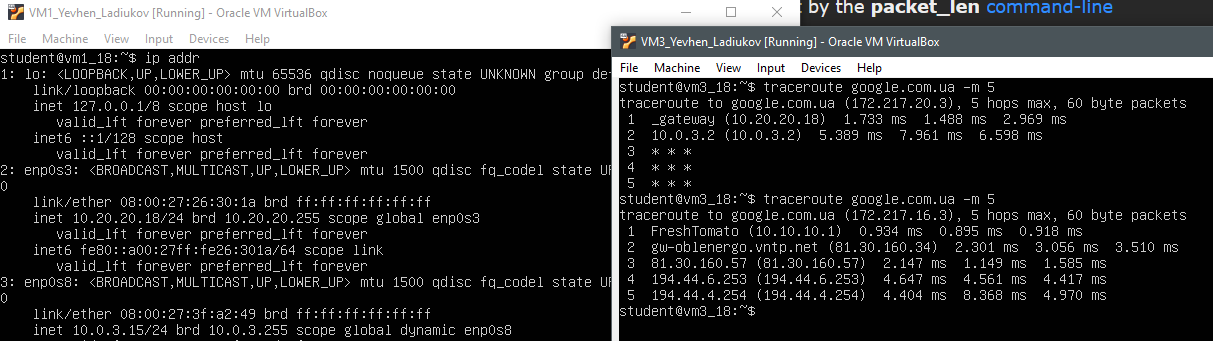 VM1_Yevhen_Ladiukov [Running] - Oracle VM VirtualBox
File Machine View Input Devices Help
student@vm1_18:~$ ip addr
1: lo: <LOOPBACK,UP,LOWER_UP> mtu 65536 qdisc noqueue state UNKNOWN group de
link/loopback 00:00:00:00:00:00 brd 00:00:00:00:00:00
inet 127.0.0.1/8 scope host lo
valid_lft forever preferred_lft forever
inet6 ::1/128 scope host
valid_lft forever preferred_lft forever
2: enp0s3: <BROADCAST,MULTICAST,UP,LOWER_UP> mtu 1500 qdisc fq_codel state U
0
link/ether 08:00:27:26:30:1a brd ff:ff:ff:ff:ff:ff
inet 10.20.20.18/24 brd 10.20.20.255 scope global enp0s3
valid_lft forever preferred_lft forever
inet6 fe80::a00:27ff:fe26:301a/64 scope link
valid_lft forever preferred_lft forever
3: enp0s8: <BROADCAST,MULTICAST,UP,LOWER_UP> mtu 1500 qdisc fq_codel state U
0
link/ether 08:00:27:3f:a2:49 brd ff:ff:ff:ff:ff:ff
inet 10.0.3.15/24 brd 10.0.3.255 scope global dynamic enp0s8
by the packet_len command-line
VM3_Yevhen_Ladiukov [Running] - Oracle VM VirtualBox
File Machine View Input Devices Help
student@vm3_18:~$ traceroute google.com.ua -m 5
traceroute to google.com.ua (172.217.20.3), 5 hops max, 60 byte packets
1 _gateway (10.20.20.18) 1.733 ms 1.488 ms 2.969 ms
2 10.0.3.2 (10.0.3.2) 5.389 ms 7.961 ms 6.598 ms
3 * * *
4 * * *
5 * * *
student@vm3_18:~$ traceroute google.com.ua -m 5
traceroute to google.com.ua (172.217.16.3), 5 hops max, 60 byte packets
1 FreshTomato (10.10.10.1) 0.934 ms 0.895 ms 0.918 ms
2 gw-oblenergo.vntp.net (81.30.160.34) 2.301 ms 3.056 ms 3.510 ms
3 81.30.160.57 (81.30.160.57) 2.147 ms 1.149 ms 1.585 ms
4 194.44.6.253 (194.44.6.253) 4.647 ms 4.561 ms 4.417 ms
5 194.44.4.254 (194.44.4.254) 4.404 ms 8.368 ms 4.970 ms
student@vm3_18:~$